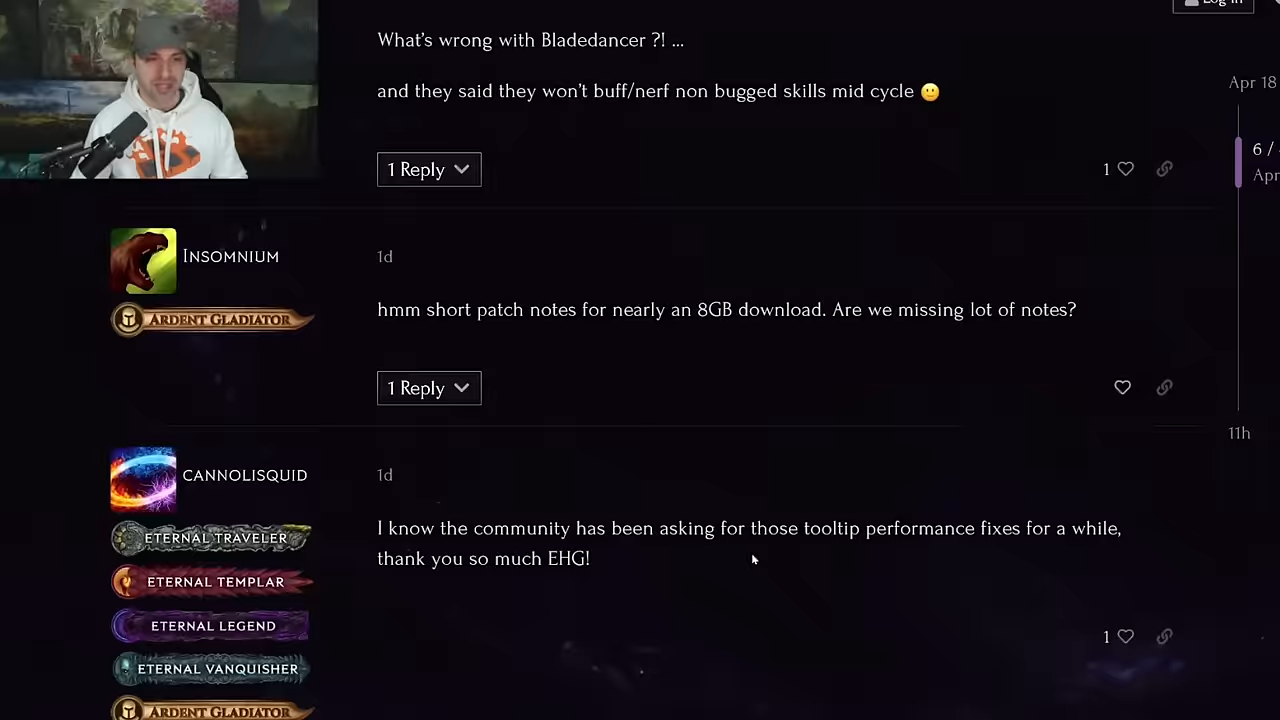 Log In
What's wrong with Bladedancer ?! ...
Apr 18
and they said they won't buff/nerf non bugged skills mid cycle 🙂
6 /
Apr
1 Reply
1
INSOMNIUM
1d
ARDENT GLADIATOR
hmm short patch notes for nearly an 8GB download. Are we missing lot of notes?
1 Reply
11h
CANNOLISQUID
1d
ETERNAL TRAVELER
I know the community has been asking for those tooltip performance fixes for a while,
thank you so much EHG!
ETERNAL TEMPLAR
ETERNAL LEGEND
1
ETERNAL VANQUISHER
ARDENT GLADIATOR